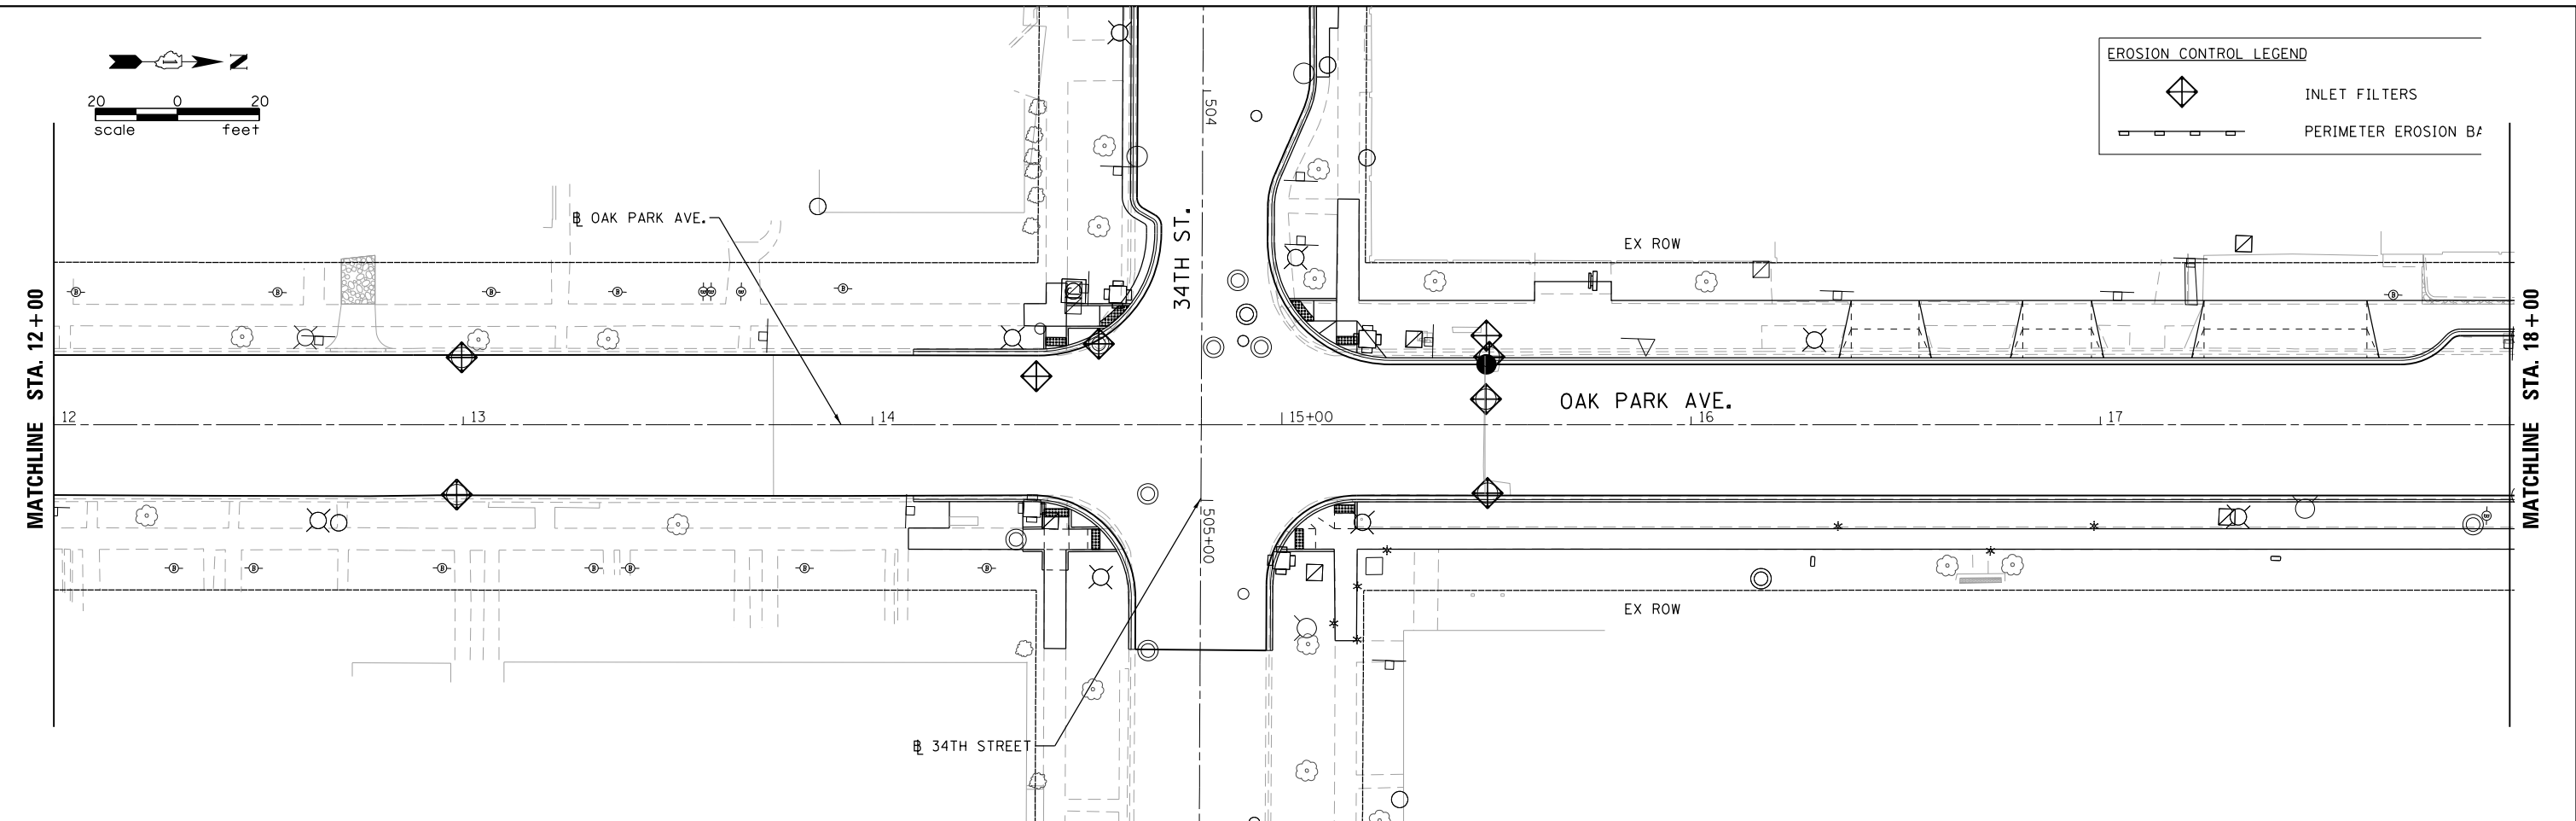 EROSION CONTROL LEGEND
INLET FILTERS
PERIMETER EROSION BA
N
20 0 20
scale feet
504
34TH ST.
℄ OAK PARK AVE.
EX ROW
MATCHLINE STA. 12+00
MATCHLINE STA. 18+00
OAK PARK AVE.
12 13 14 15+00 16 17
505+00
EX ROW
℄ 34TH STREET
B B B B B B B B
B
B B B B B B B
B